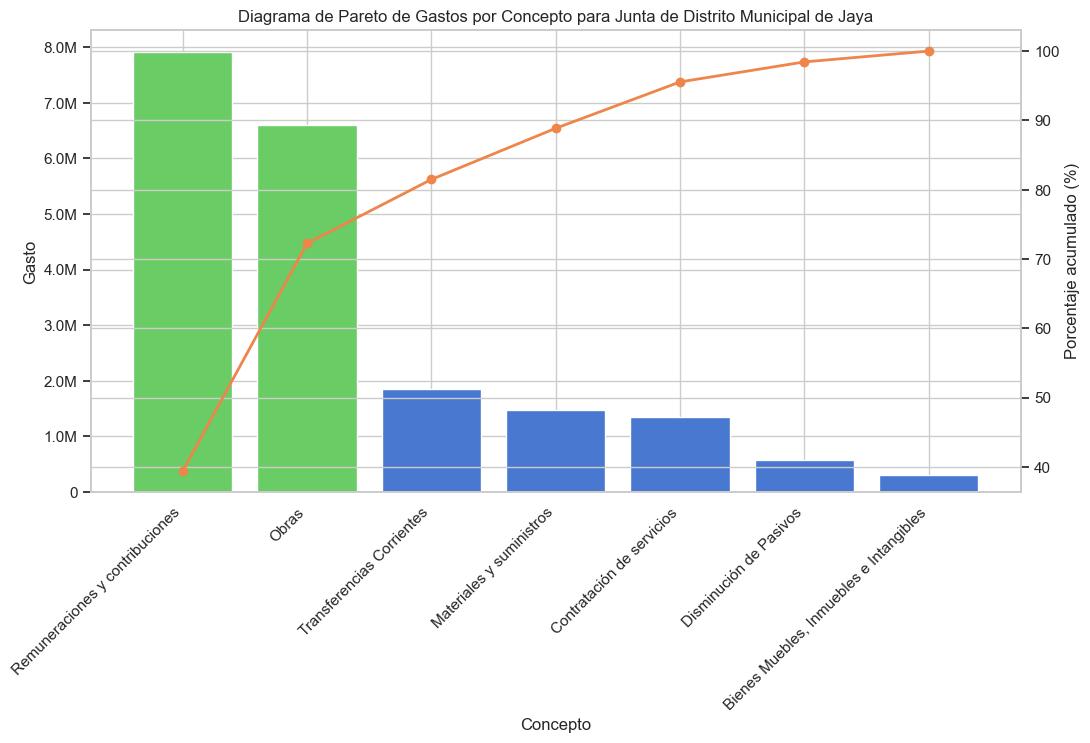 Diagrama de Pareto de Gastos por Concepto para Junta de Distrito Municipal de Jaya
Gasto
8.0M
7.0M
6.0M
5.0M
4.0M
3.0M
2.0M
1.0M
0
100
90
80
70
60
50
40
Porcentaje acumulado (%)
Remuneraciones y contribuciones
Obras
Transferencias Corrientes
Materiales y suministros
Contratación de servicios
Disminución de Pasivos
Bienes Muebles, Inmuebles e Intangibles
Concepto